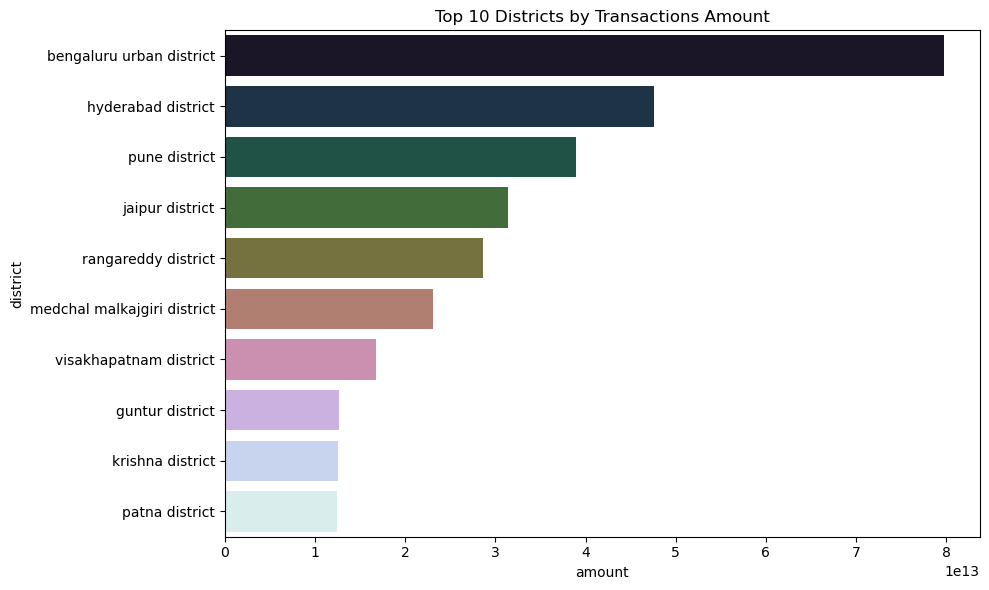 Top 10 Districts by Transactions Amount
district
bengaluru urban district
hyderabad district
pune district
jaipur district
rangareddy district
medchal malkajgiri district
visakhapatnam district
guntur district
krishna district
patna district
0 1 2 3 4 5 6 7 8
1e13
amount